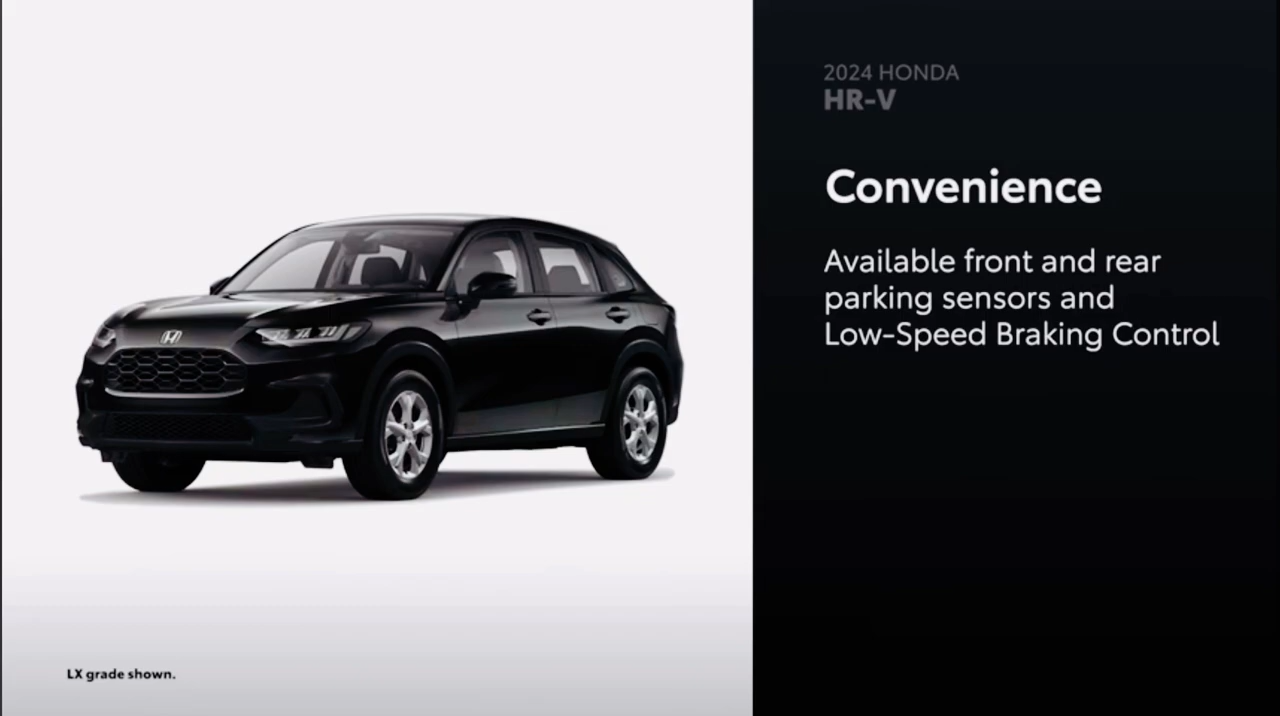 2024 HONDA
HR-V
Convenience
Available front and rear
parking sensors and
Low-Speed Braking Control
LX grade shown.